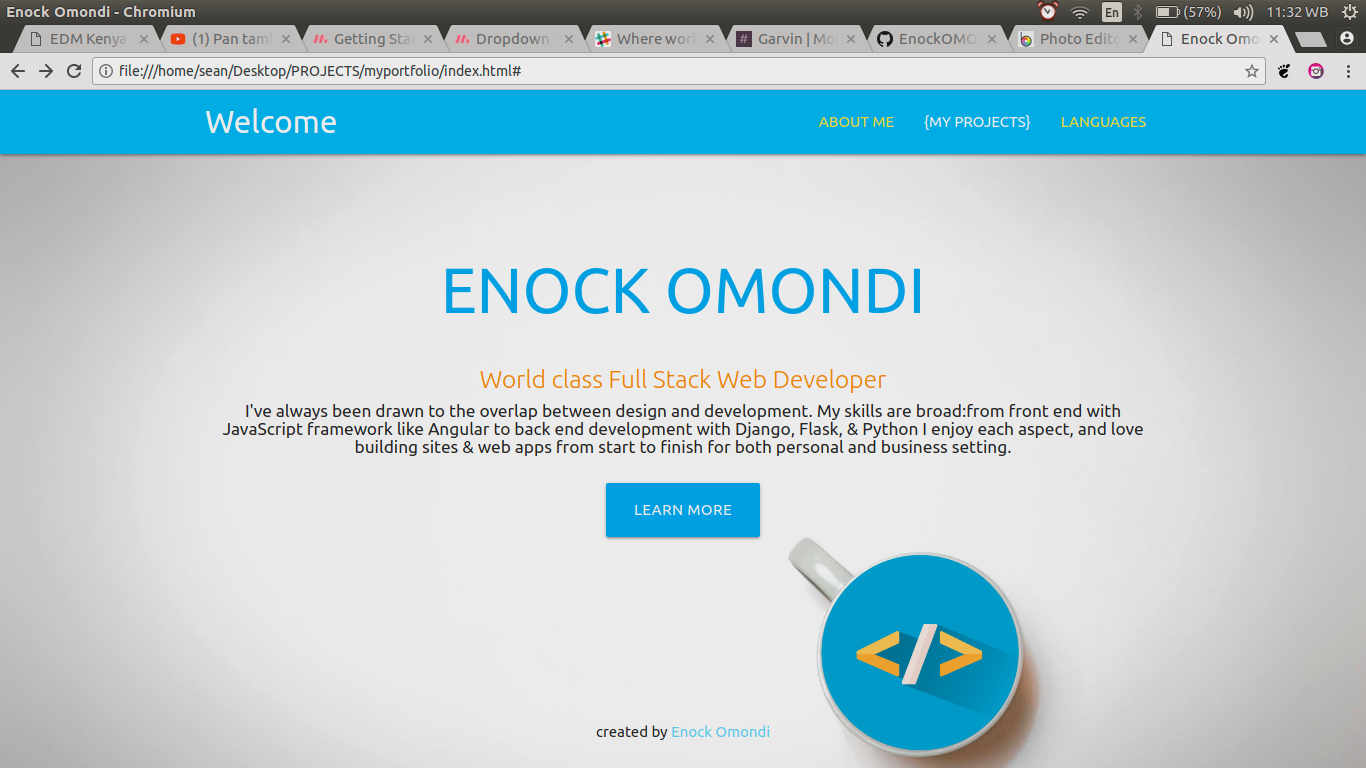 Enock Omondi - Chromium
En
(57%)
11:32 WB
EDM Kenya
(1) Pan tam
Getting Sta
Dropdown
Where wor
Garvin | Mo
EnockOMO
Photo Edit
Enock Omo
file:///home/sean/Desktop/PROJECTS/myportfolio/index.html#
Welcome
ABOUT ME
{MY PROJECTS}
LANGUAGES
ENOCK OMONDI
World class Full Stack Web Developer
I've always been drawn to the overlap between design and development. My skills are broad:from front end with
JavaScript framework like Angular to back end development with Django, Flask, & Python I enjoy each aspect, and love
building sites & web apps from start to finish for both personal and business setting.
LEARN MORE
</>
created by Enock Omondi